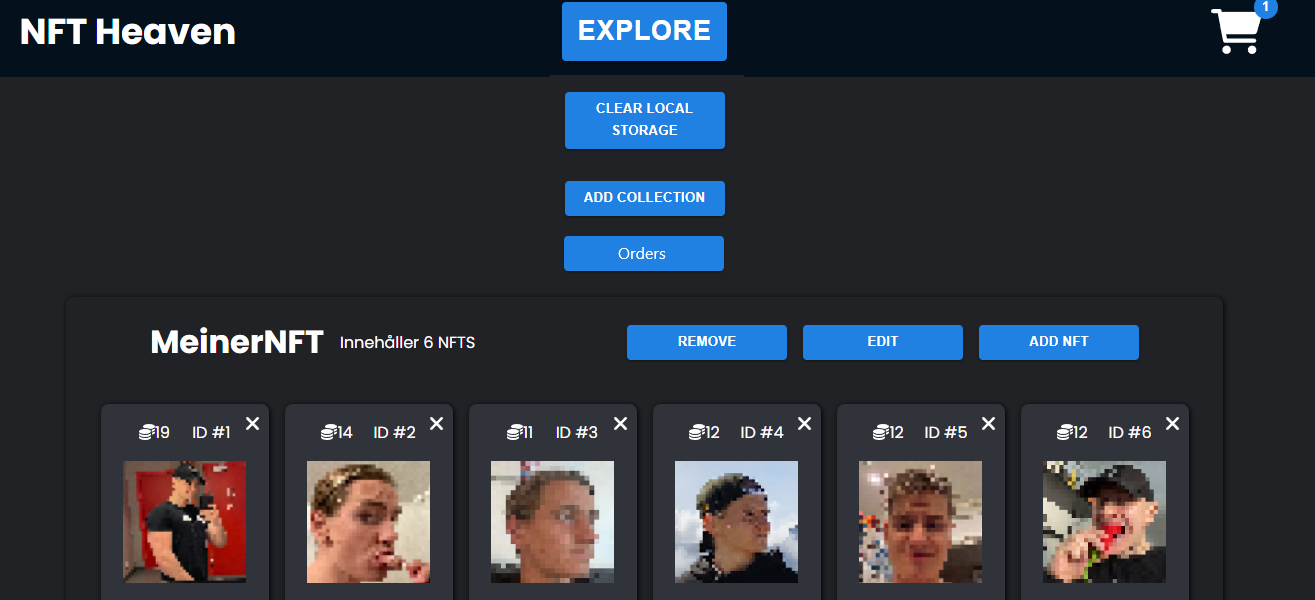 NFT Heaven
EXPLORE
1
CLEAR LOCAL
STORAGE
ADD COLLECTION
Orders
MeinerNFT Innehåller 6 NFTS
REMOVE
EDIT
ADD NFT
19 ID #1
14 ID #2
11 ID #3
12 ID #4
12 ID #5
12 ID #6